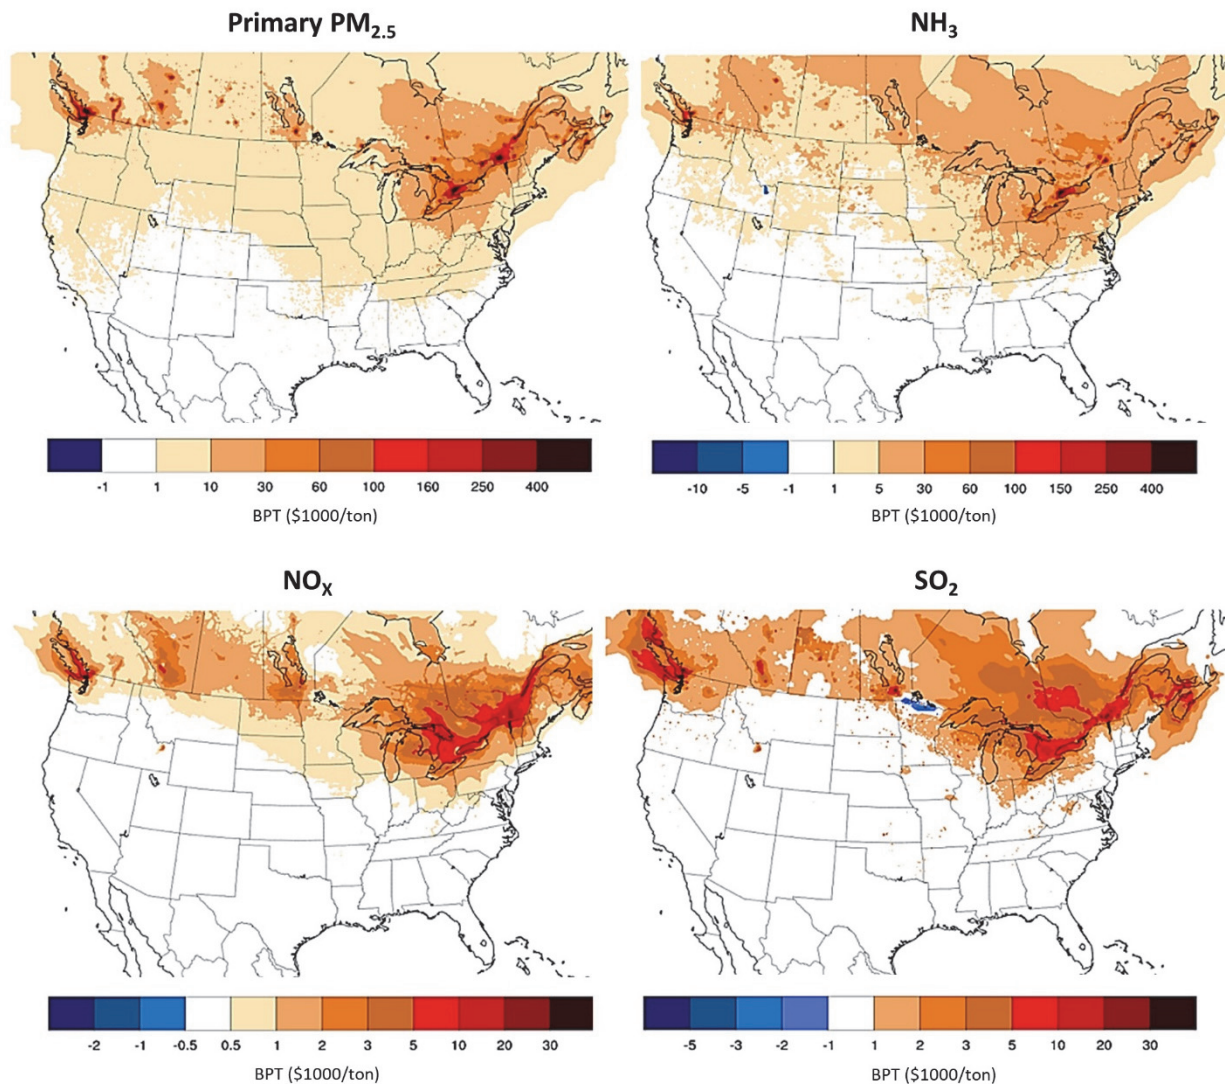 Primary PM2.5
NH3
-1 1 10 30 60 100 160 250 400
BPT ($1000/ton)
-10 -5 -1 1 5 30 60 100 150 250 400
BPT ($1000/ton)
NOX
SO2
-2 -1 -0.5 0.5 1 2 3 5 10 20 30
BPT ($1000/ton)
-5 -3 -2 -1 1 2 3 5 10 20 30
BPT ($1000/ton)